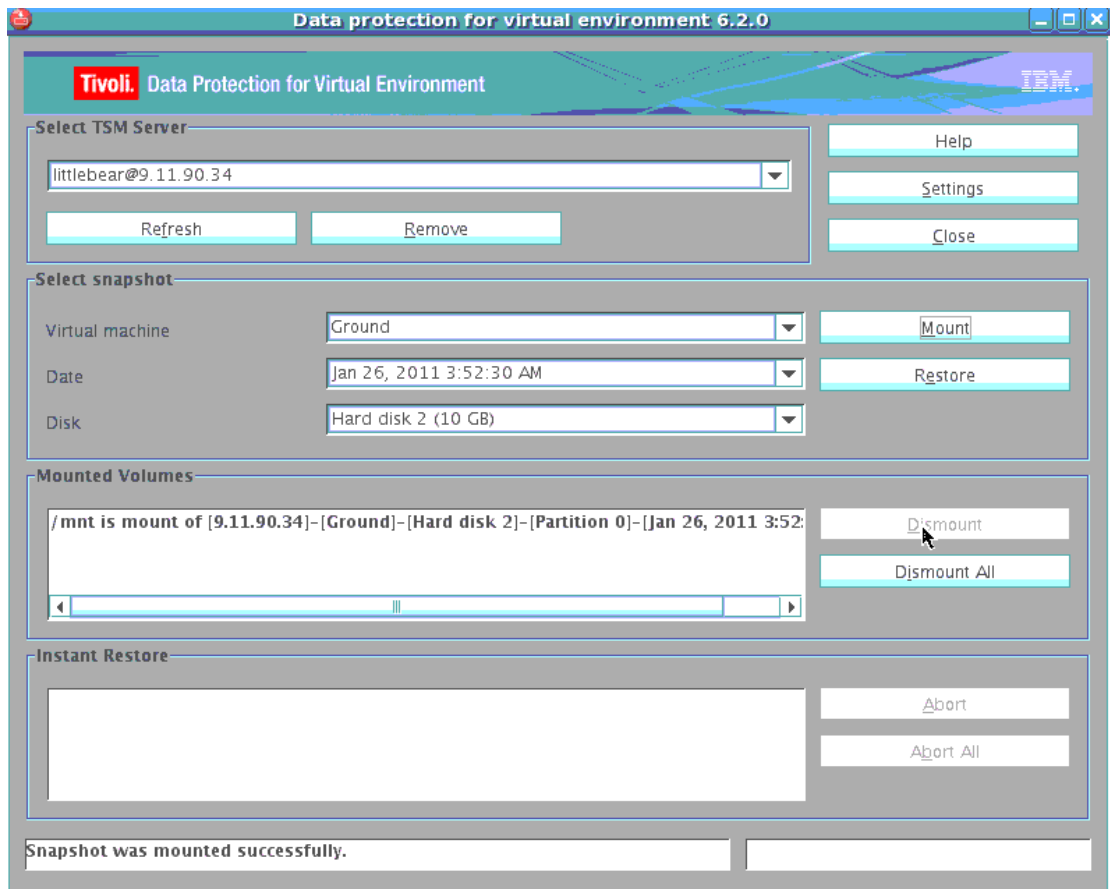 Data protection for virtual environment 6.2.0
Tivoli. Data Protection for Virtual Environment
IBM.
Select TSM Server
Help
littlebear@9.11.90.34
Settings
Refresh
Remove
Close
Select snapshot
Virtual machine
Ground
Mount
Date
Jan 26, 2011 3:52:30 AM
Restore
Disk
Hard disk 2 (10 GB)
Mounted Volumes
/mnt is mount of [9.11.90.34]-[Ground]-[Hard disk 2]-[Partition 0]-[Jan 26, 2011 3:52:
Dismount
Dismount All
Instant Restore
Abort
Abort All
Snapshot was mounted successfully.